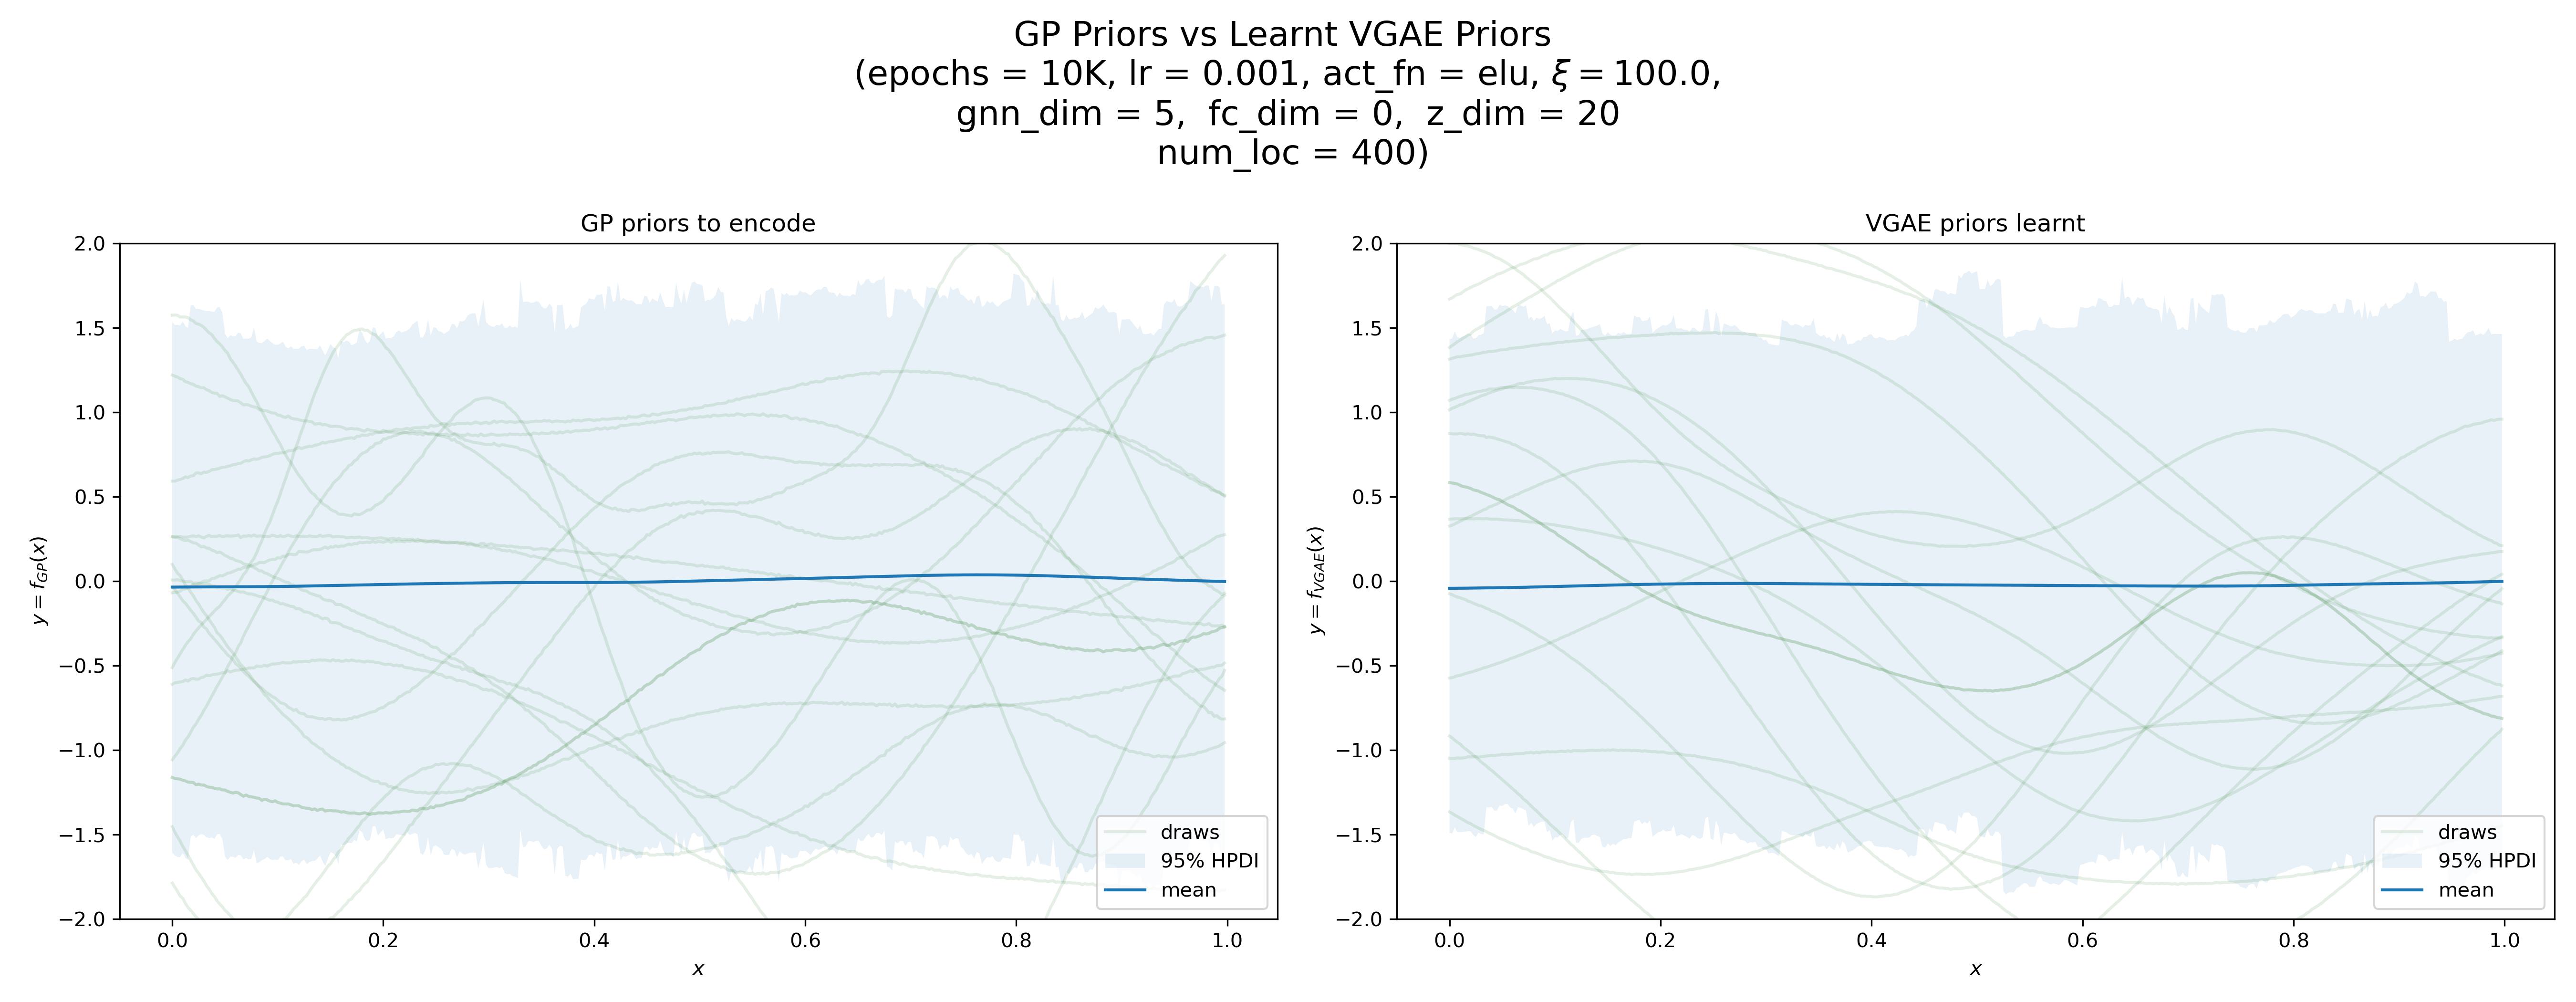 GP Priors vs Learnt VGAE Priors
(epochs = 10K, lr = 0.001, act_fn = elu, ξ = 100.0,
gnn_dim = 5, fc_dim = 0, z_dim = 20
num_loc = 400)
GP priors to encode
2.0
1.5
1.0
0.5
0.0
−0.5
−1.0
−1.5
−2.0
y = f_{GP}(x)
0.0 0.2 0.4 0.6 0.8 1.0
x
draws
95% HPDI
mean
VGAE priors learnt
2.0
1.5
1.0
0.5
0.0
−0.5
−1.0
−1.5
−2.0
y = f_{VGAE}(x)
0.0 0.2 0.4 0.6 0.8 1.0
x
draws
95% HPDI
mean